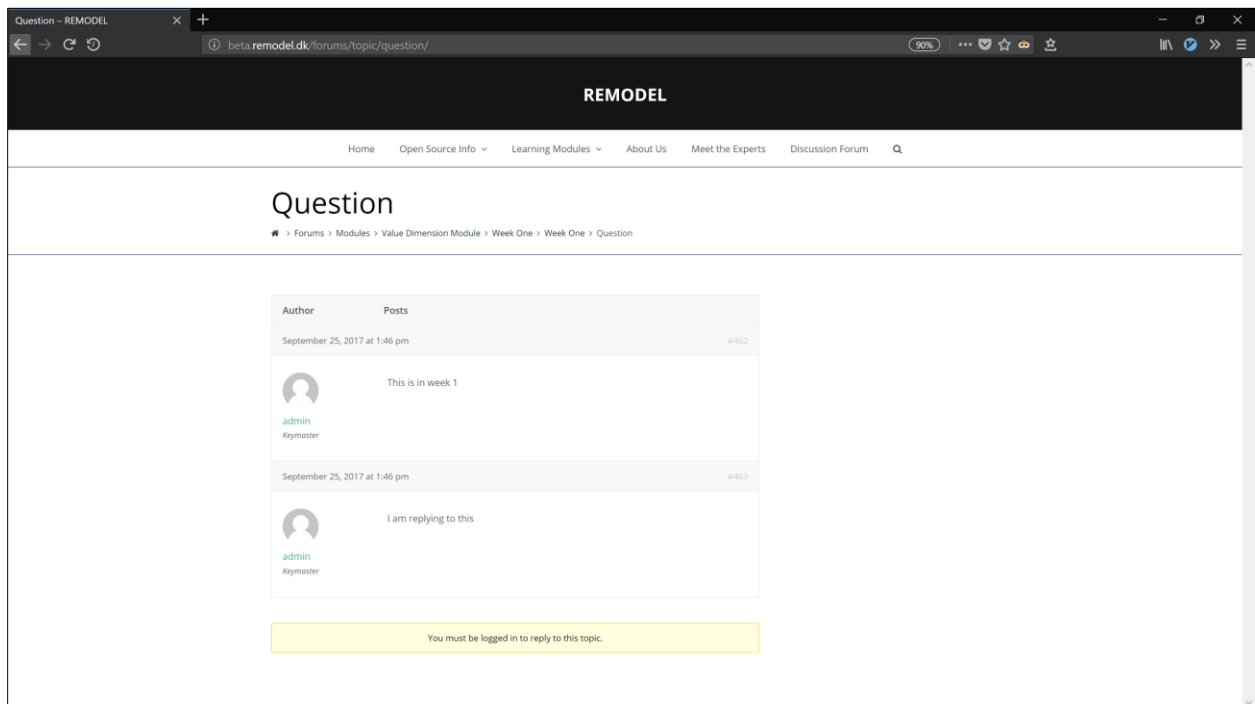 Question – REMODEL
beta.remodel.dk/forums/topic/question/
90%
REMODEL
Home Open Source Info Learning Modules About Us Meet the Experts Discussion Forum
Question
> Forums > Modules > Value Dimension Module > Week One > Week One > Question
Author Posts
September 25, 2017 at 1:46 pm #462
This is in week 1
admin
Keymaster
September 25, 2017 at 1:46 pm #463
I am replying to this
admin
Keymaster
You must be logged in to reply to this topic.